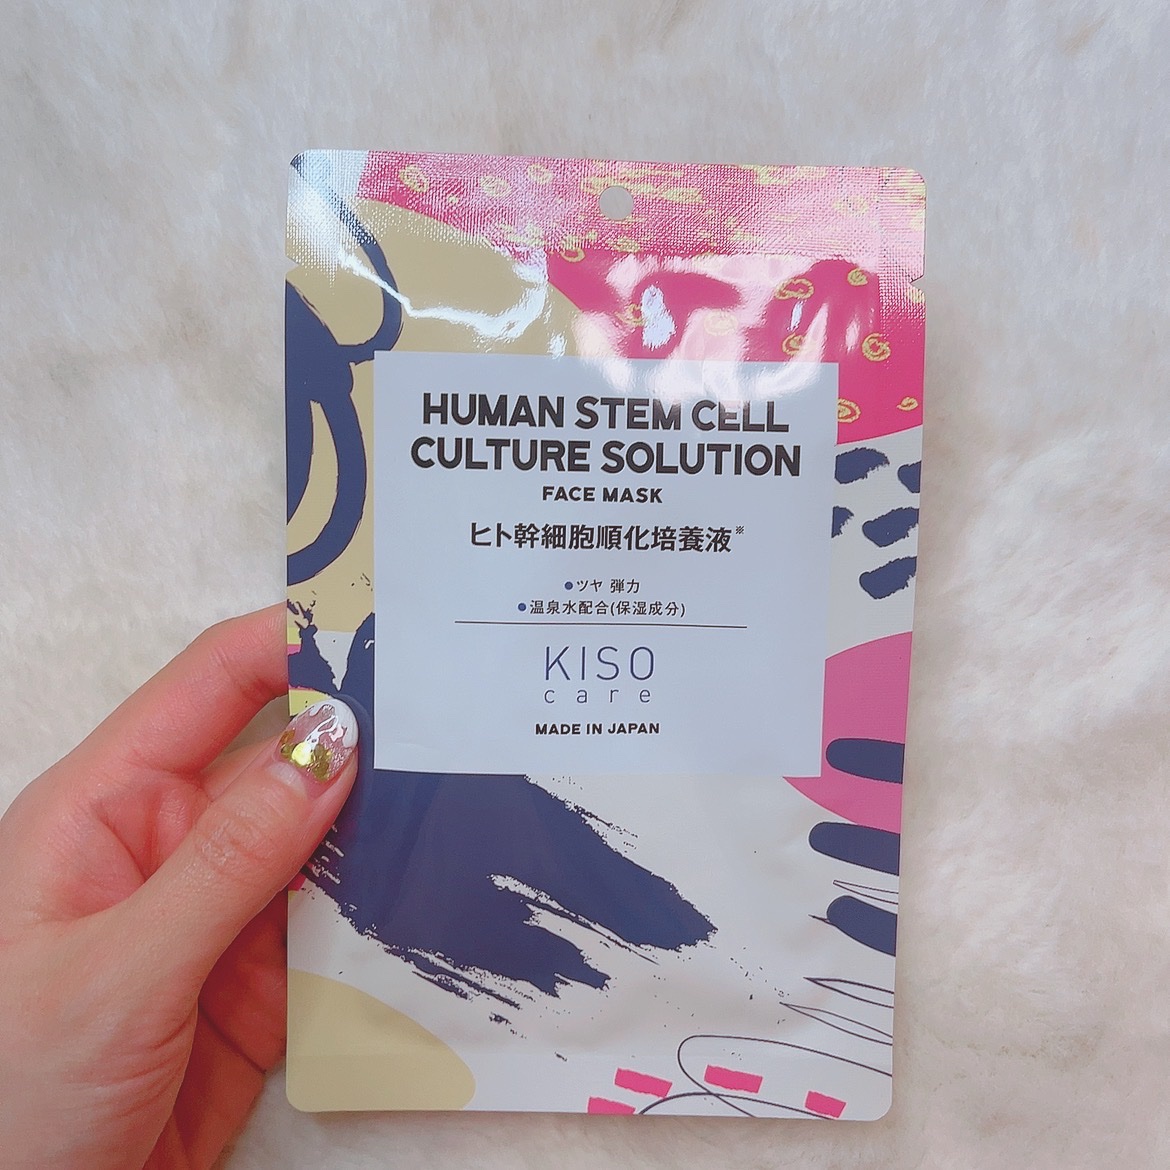 HUMAN STEM CELL
CULTURE SOLUTION
FACE MASK
ヒト幹細胞順化培養液※
●ツヤ 弾力
●温泉水配合(保湿成分)
KISO
care
MADE IN JAPAN